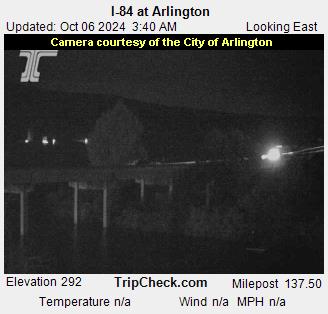 I-84 at Arlington
Updated: Oct 06 2024 3:40 AM Looking East
Camera courtesy of the City of Arlington
Elevation 292 TripCheck.com Milepost 137.50
Temperature n/a Wind n/a MPH n/a